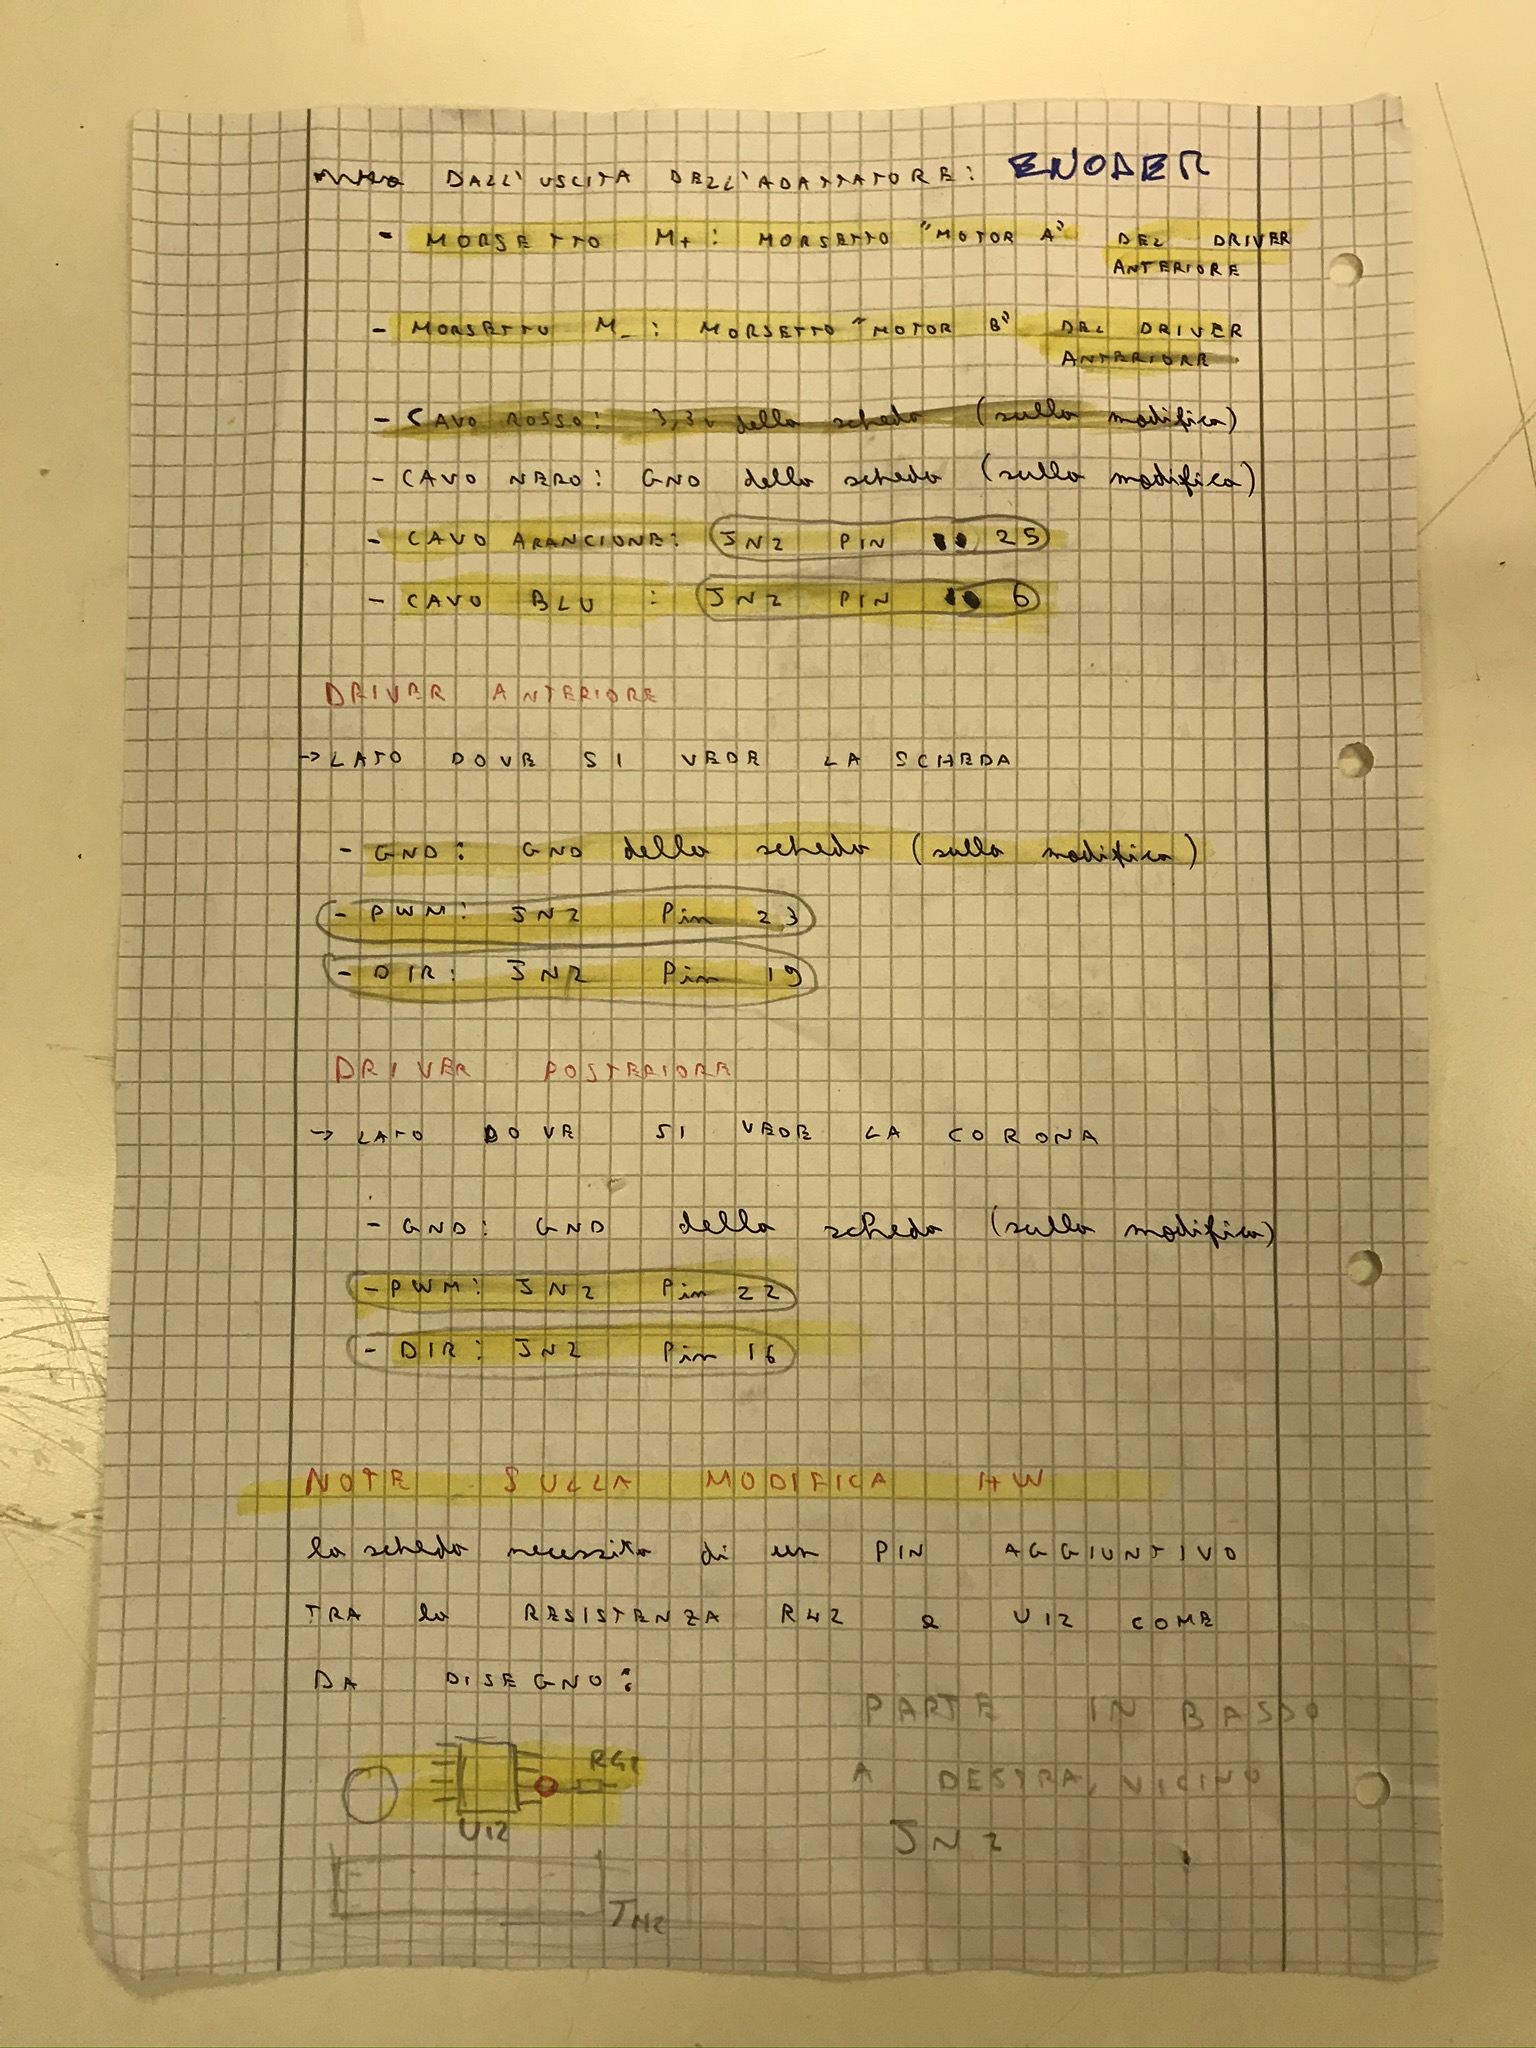 DALL'USCITA DELL'ADATTATORE: ENODER
- MORSETTO M+: MORSETTO "MOTOR A" DEL DRIVER
ANTERIORE
- MORSETTO M-: MORSETTO "MOTOR B" DEL DRIVER
ANTERIORE
- CAVO ROSSO: 3,3V della scheda (sulla modifica)
- CAVO NERO: GND della scheda (sulla modifica)
- CAVO ARANCIONE: JN2 PIN 25
- CAVO BLU : JN2 PIN 6
DRIVER ANTERIORE
-> LATO DOVE SI VEDE LA SCHEDA
- GND: GND della scheda (sulla modifica)
- PWM: JN2 Pin 23
- DIR: JN2 Pin 19
DRIVER POSTERIORE
-> LATO DOVE SI VEDE LA CORONA
- GND: GND della scheda (sulla modifica)
- PWM: JN2 Pin 22
- DIR: JN2 Pin 16
NOTE SULLA MODIFICA HW
la scheda necessita di un PIN AGGIUNTIVO
TRA la RESISTENZA R42 e U12 COME
DA DISEGNO:
PARTE IN BASSO
A DESTRA, VICINO
JN2
U12
JN2